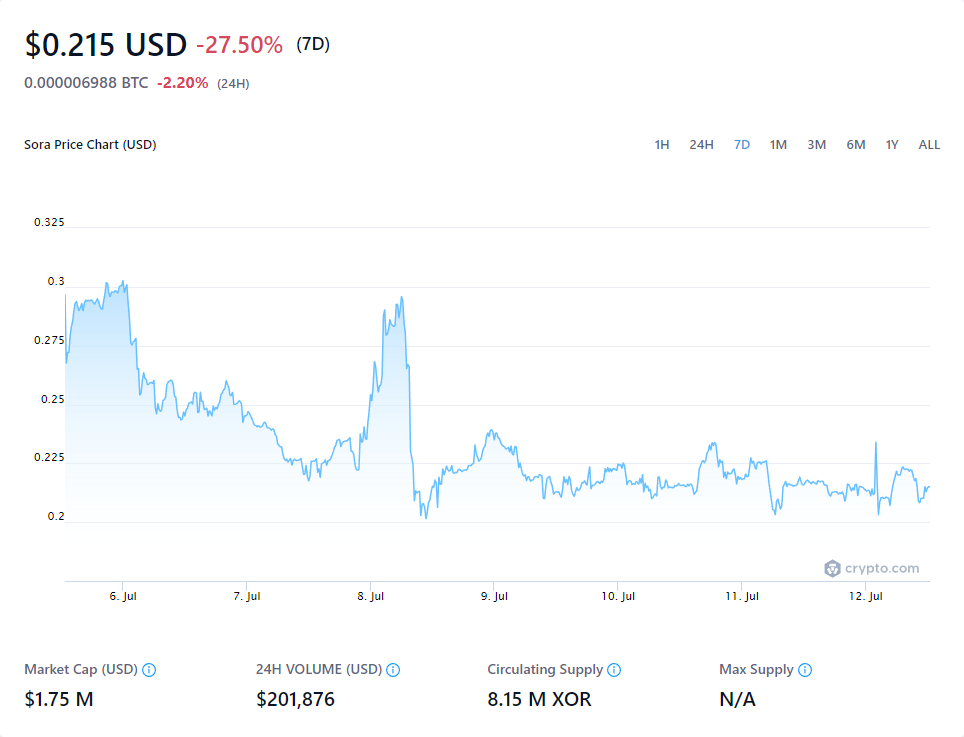 $0.215 USD -27.50% (7D)
0.000006988 BTC -2.20% (24H)
Sora Price Chart (USD) 1H 24H 7D 1M 3M 6M 1Y ALL
0.325
0.3
0.275
0.25
0.225
0.2
crypto.com
6. Jul 7. Jul 8. Jul 9. Jul 10. Jul 11. Jul 12. Jul
Market Cap (USD) 24H VOLUME (USD) Circulating Supply Max Supply
$1.75 M $201,876 8.15 M XOR N/A